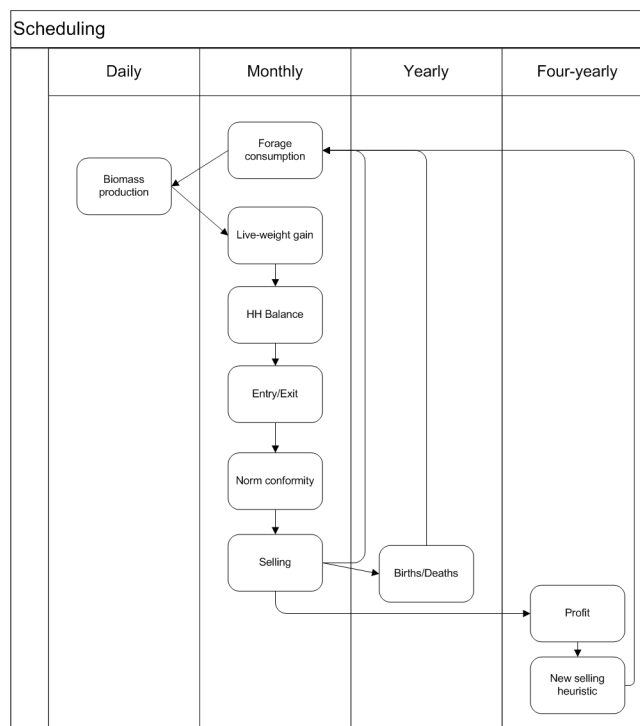 Scheduling
Daily
Monthly
Yearly
Four-yearly
Forage
consumption
Biomass
production
Live-weight gain
HH Balance
Entry/Exit
Norm conformity
Selling
Births/Deaths
Profit
New selling
heuristic